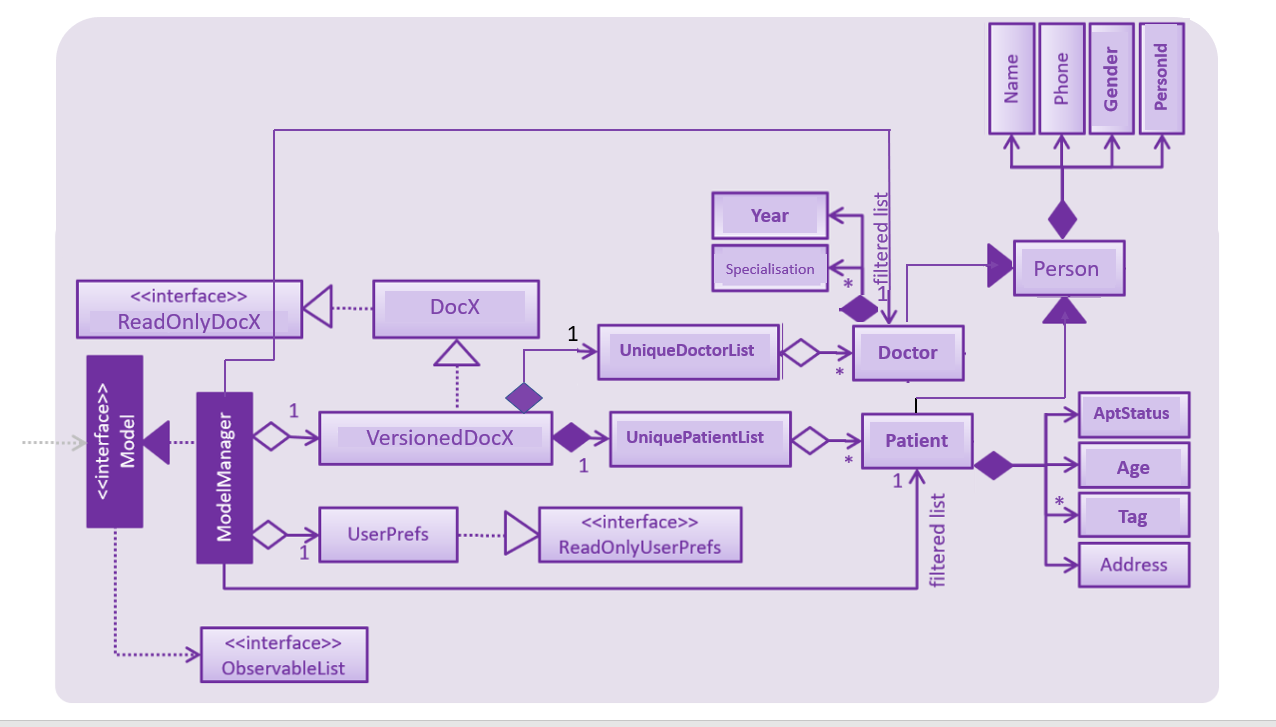 Name
Phone
Gender
PersonId
Year
Specialisation
*
filtered list
1
Person
<<interface>>
ReadOnlyDocX
DocX
1
UniqueDoctorList
*
Doctor
<<interface>>
Model
ModelManager
1
VersionedDocX
1
UniquePatientList
*
Patient
1
filtered list
AptStatus
Age
*
Tag
Address
1
UserPrefs
<<interface>>
ReadOnlyUserPrefs
<<interface>>
ObservableList